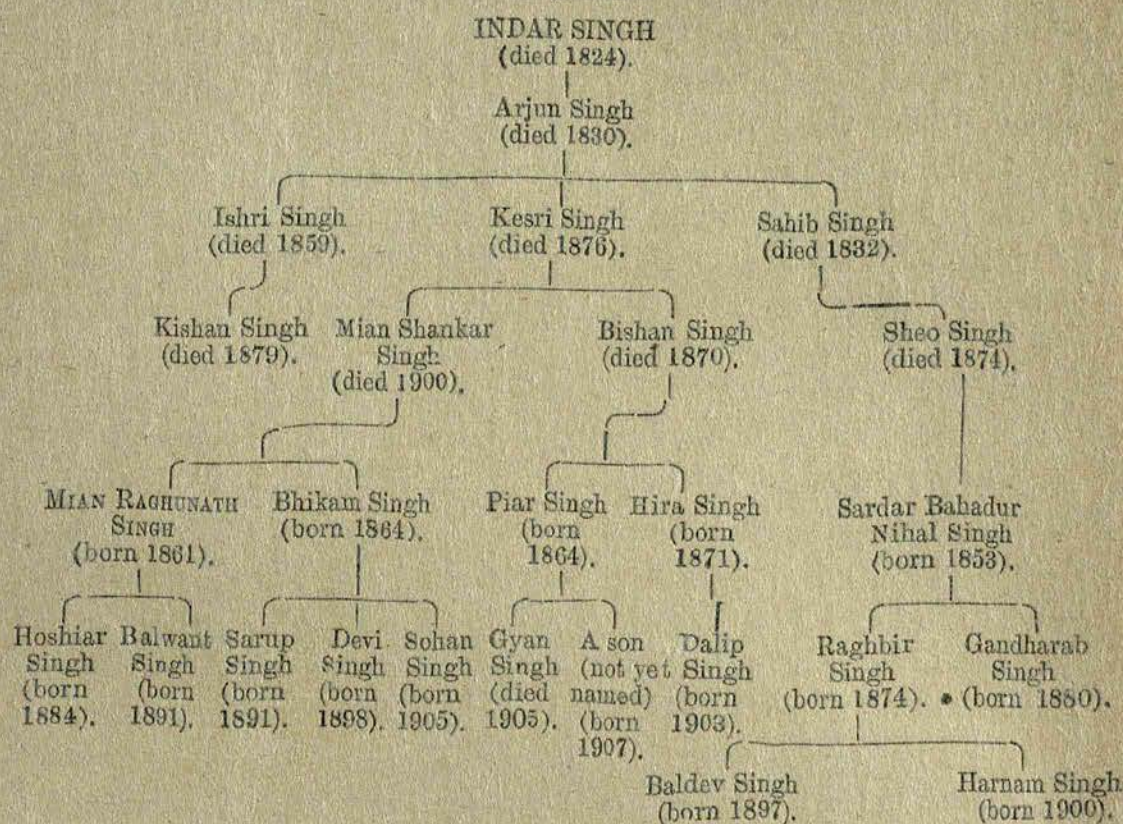 INDAR SINGH
(died 1824).
Arjun Singh
(died 1830).
Ishri Singh
(died 1859).
Kesri Singh
(died 1876).
Sahib Singh
(died 1832).
Kishan Singh
(died 1879).
Mian Shankar
Singh
(died 1900).
Bishan Singh
(died 1870).
Sheo Singh
(died 1874).
MIAN RAGHUNATH
SINGH
(born 1861).
Bhikam Singh
(born 1864).
Piar Singh
(born
1864).
Hira Singh
(born
1871).
Sardar Bahadur
Nihal Singh
(born 1853).
Hoshiar
Singh
(born
1884).
Balwant
Singh
(born
1891).
Sarup
Singh
(born
1891).
Devi
Singh
(born
1898).
Sohan
Singh
(born
1905).
Gyan
Singh
(died
1905).
A son
(not yet
named)
(born
1907).
Dalip
Singh
(born
1903).
Raghbir
Singh
(born 1874).
Gandharab
Singh
(born 1880).
Baldev Singh
(born 1897).
Harnam Singh
(born 1900).